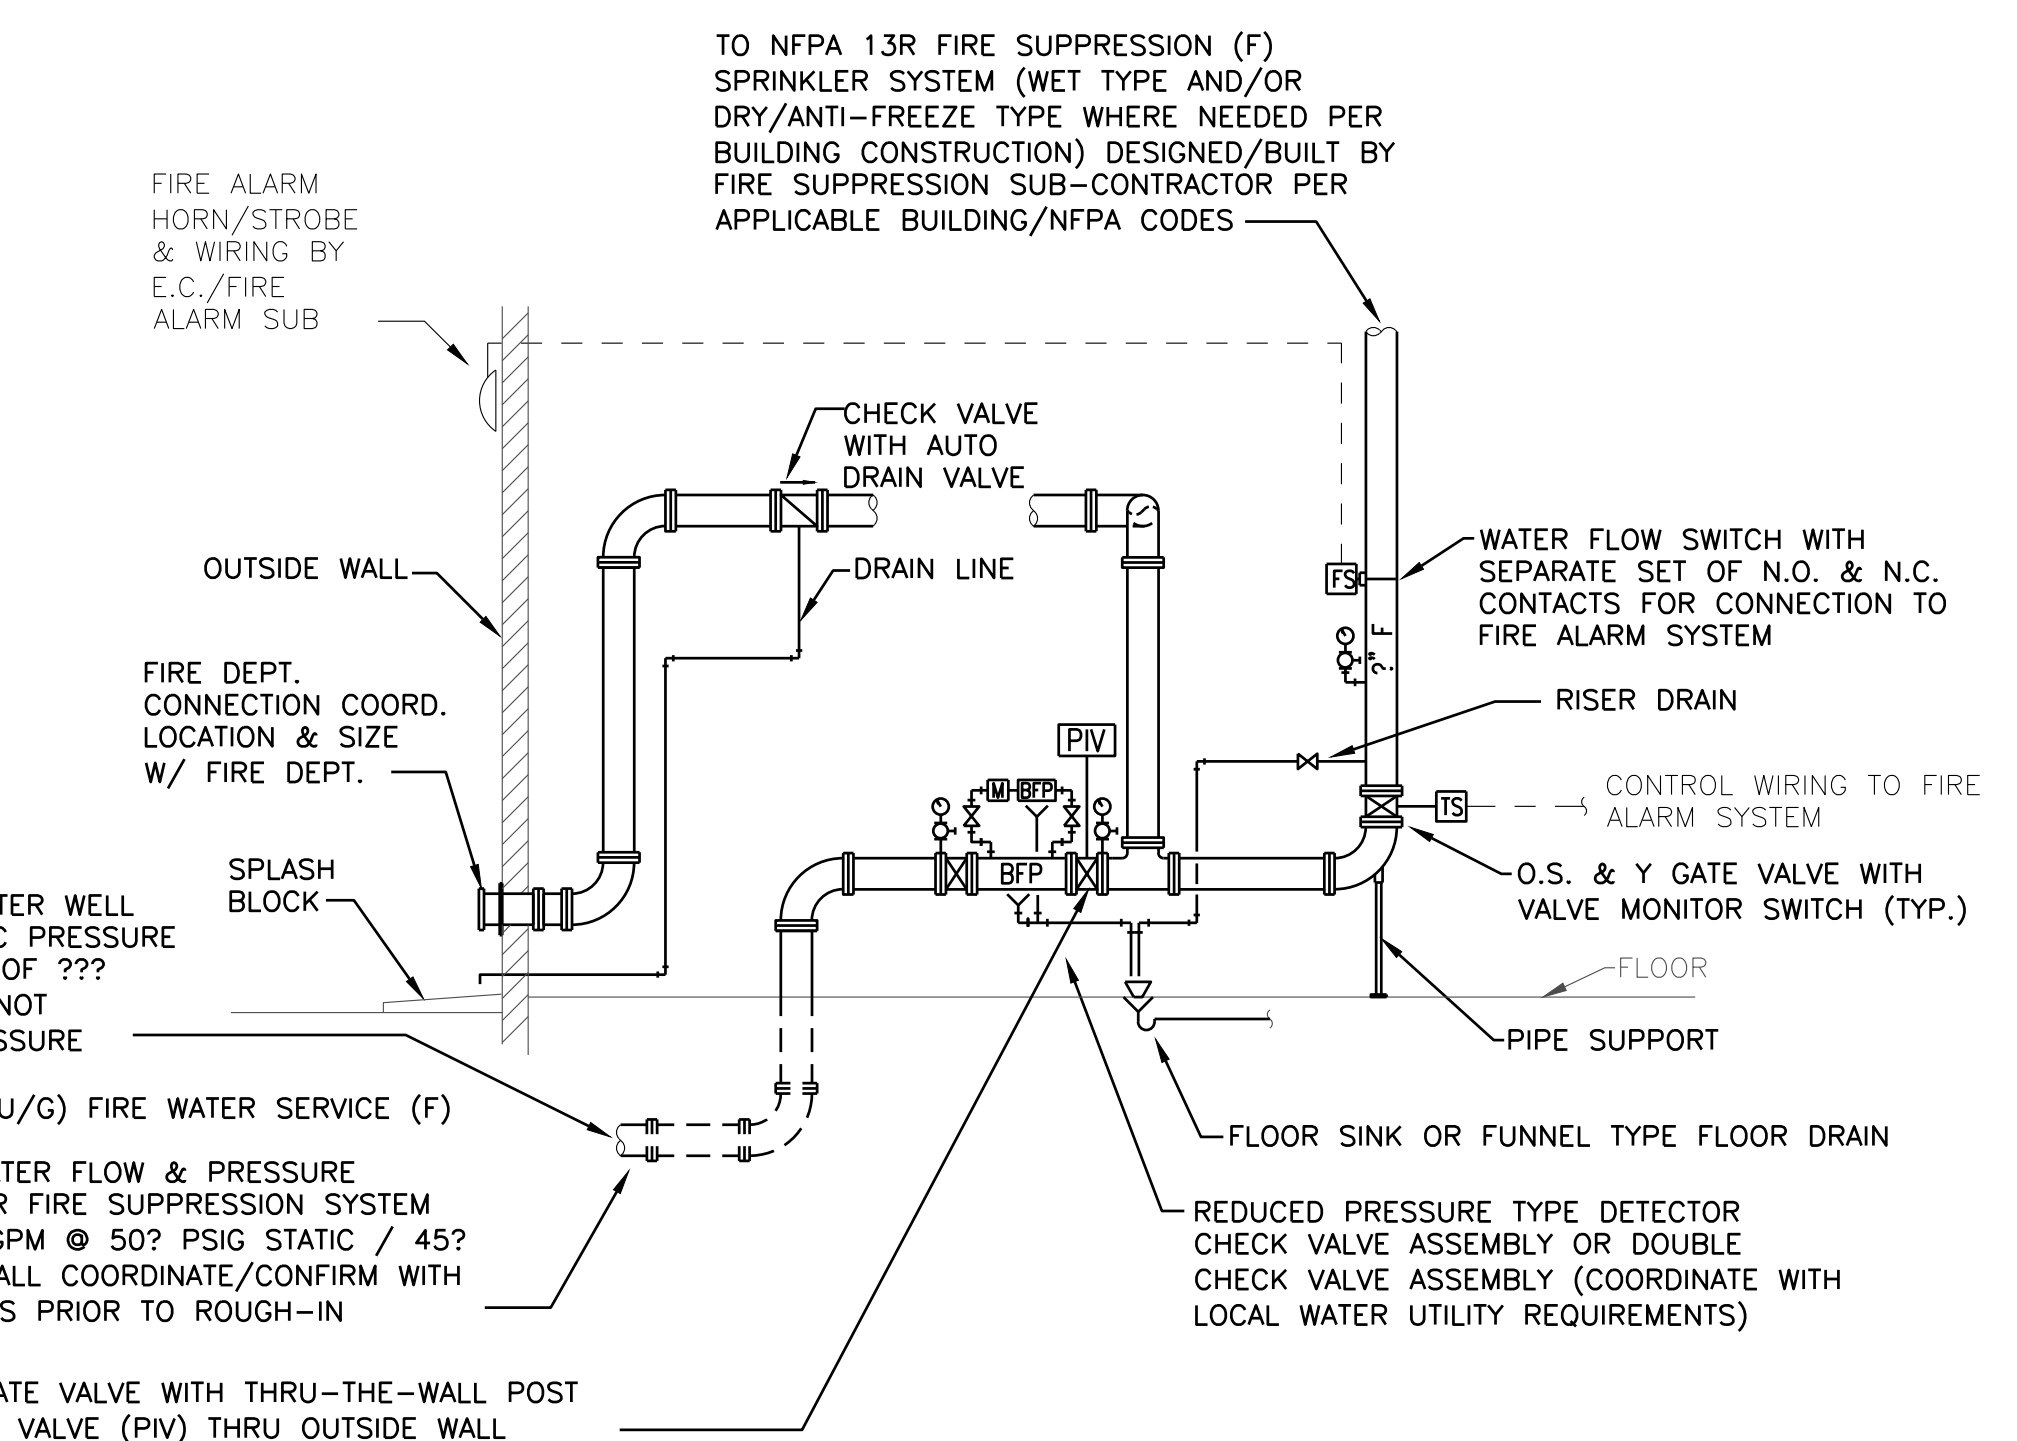 TO NFPA 13R FIRE SUPPRESSION (F)
SPRINKLER SYSTEM (WET TYPE AND/OR
DRY/ANTI-FREEZE TYPE WHERE NEEDED PER
BUILDING CONSTRUCTION) DESIGNED/BUILT BY
FIRE SUPPRESSION SUB-CONTRACTOR PER
APPLICABLE BUILDING/NFPA CODES
FIRE ALARM
HORN/STROBE
& WIRING BY
E.C./FIRE
ALARM SUB
CHECK VALVE
WITH AUTO
DRAIN VALVE
OUTSIDE WALL
DRAIN LINE
WATER FLOW SWITCH WITH
SEPARATE SET OF N.O. & N.C.
CONTACTS FOR CONNECTION TO
FIRE ALARM SYSTEM
FS
?" F
FIRE DEPT.
CONNECTION COORD.
LOCATION & SIZE
W/ FIRE DEPT.
RISER DRAIN
PIV
M
BFP
TS
CONTROL WIRING TO FIRE
ALARM SYSTEM
SPLASH
BLOCK
BFP
O.S. & Y GATE VALVE WITH
VALVE MONITOR SWITCH (TYP.)
TER WELL
C PRESSURE
OF ???
NOT
SSURE
FLOOR
PIPE SUPPORT
U/G) FIRE WATER SERVICE (F)
FLOOR SINK OR FUNNEL TYPE FLOOR DRAIN
TER FLOW & PRESSURE
R FIRE SUPPRESSION SYSTEM
GPM @ 50? PSIG STATIC / 45?
ALL COORDINATE/CONFIRM WITH
S PRIOR TO ROUGH-IN
REDUCED PRESSURE TYPE DETECTOR
CHECK VALVE ASSEMBLY OR DOUBLE
CHECK VALVE ASSEMBLY (COORDINATE WITH
LOCAL WATER UTILITY REQUIREMENTS)
ATE VALVE WITH THRU-THE-WALL POST
VALVE (PIV) THRU OUTSIDE WALL